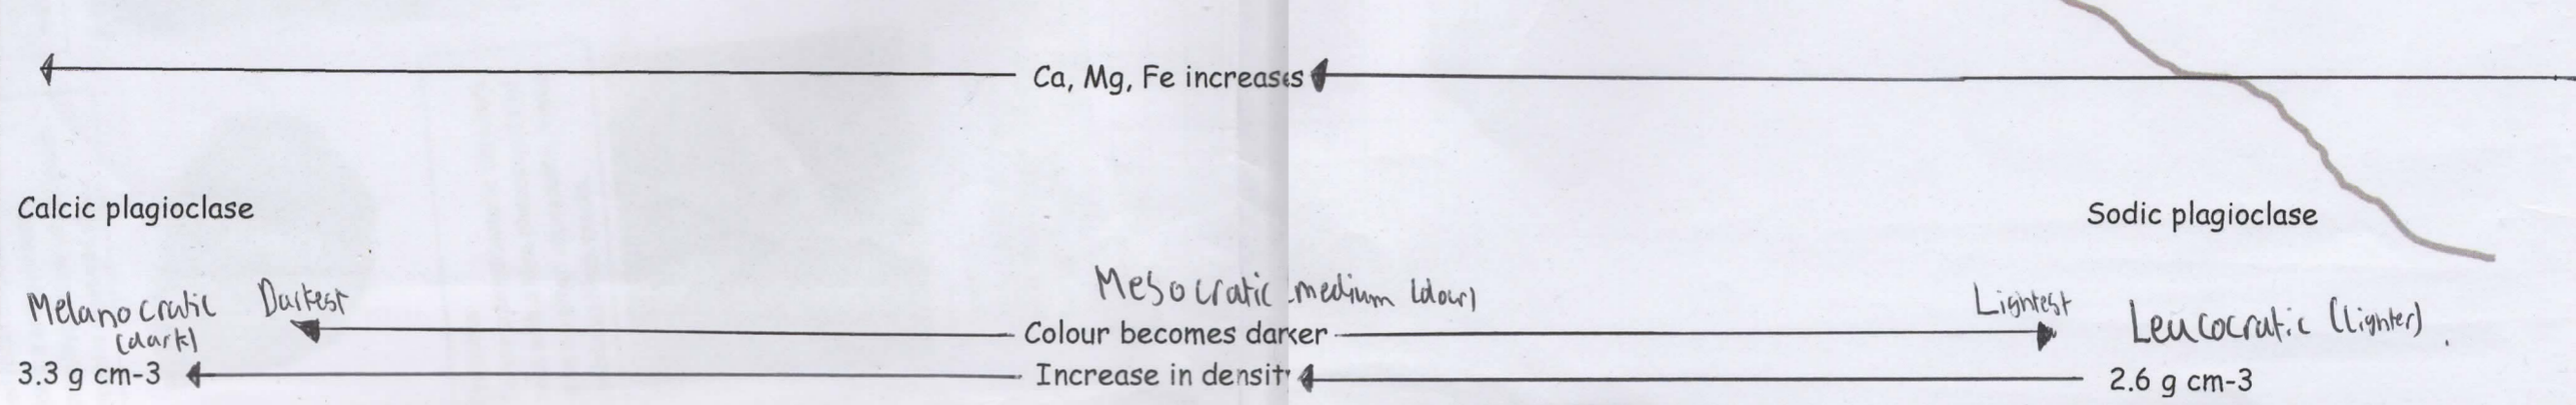 Ca, Mg, Fe increases
Calcic plagioclase
Sodic plagioclase
Melanocratic
(dark)
Darkest
Mesocratic - medium colour)
Lightest
Leucocratic (lighter).
Colour becomes darker
3.3 g cm-3
Increase in densit
2.6 g cm-3